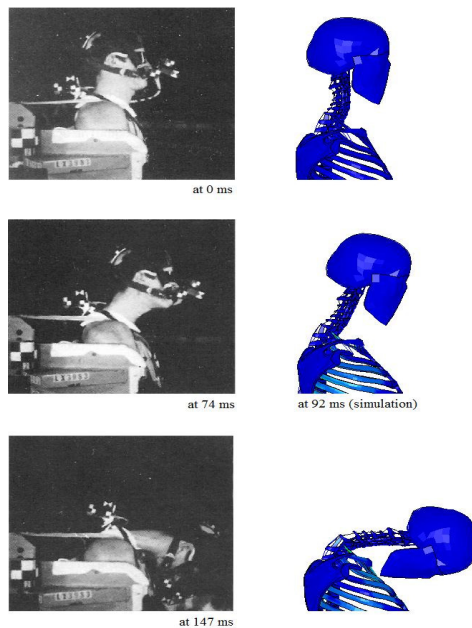 at 0 ms
at 74 ms
at 92 ms (simulation)
at 147 ms